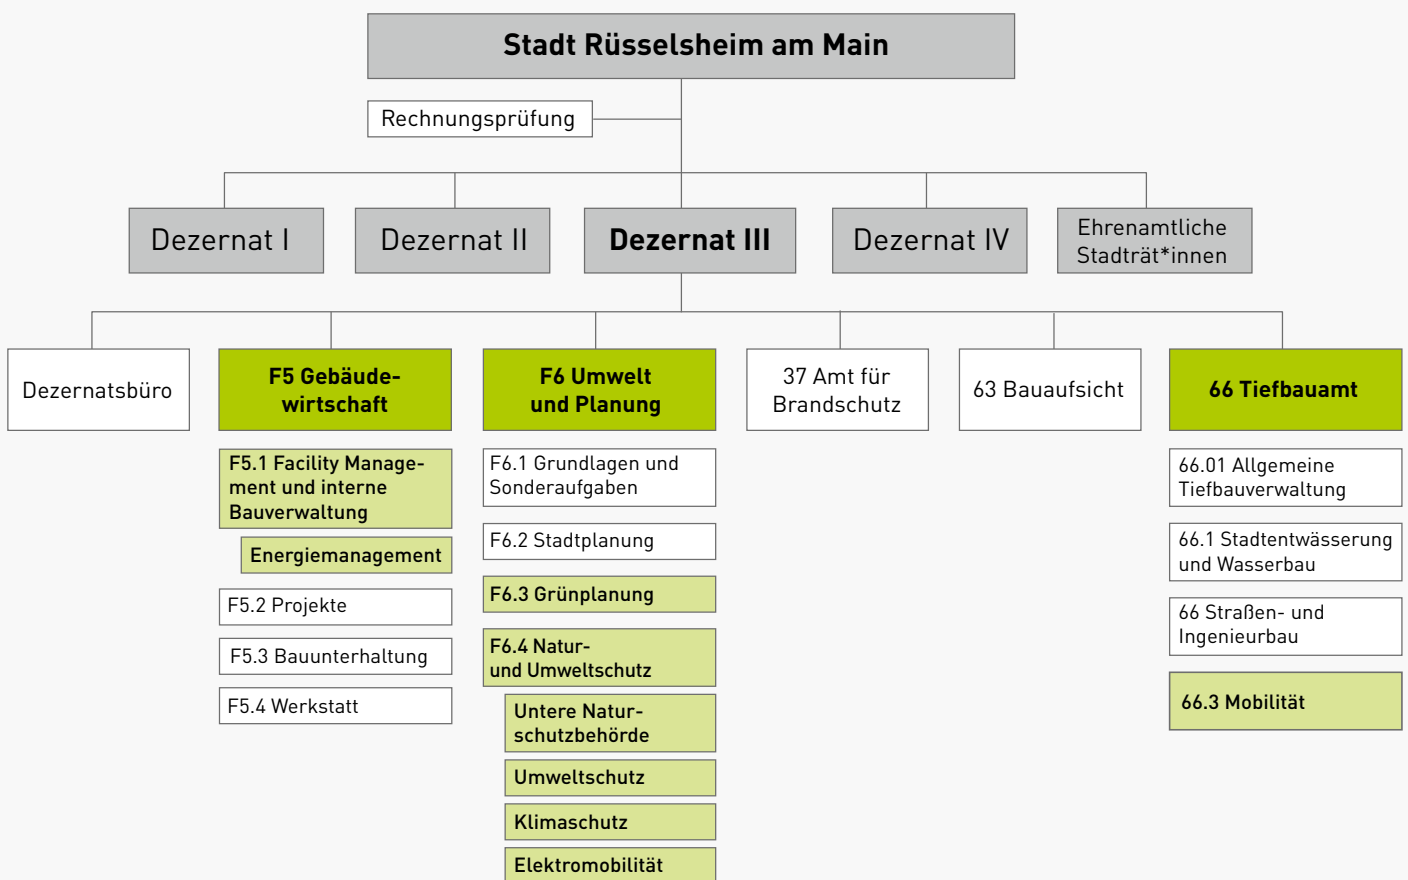 Stadt Rüsselsheim am Main
Rechnungsprüfung
Dezernat I
Dezernat II
Dezernat III
Dezernat IV
Ehrenamtliche
Stadträt*innen
Dezernatsbüro
F5 Gebäude-
wirtschaft
F6 Umwelt
und Planung
37 Amt für
Brandschutz
63 Bauaufsicht
66 Tiefbauamt
F5.1 Facility Manage-
ment und interne
Bauverwaltung
Energiemanagement
F5.2 Projekte
F5.3 Bauunterhaltung
F5.4 Werkstatt
F6.1 Grundlagen und
Sonderaufgaben
F6.2 Stadtplanung
F6.3 Grünplanung
F6.4 Natur-
und Umweltschutz
Untere Natur-
schutzbehörde
Umweltschutz
Klimaschutz
Elektromobilität
66.01 Allgemeine
Tiefbauverwaltung
66.1 Stadtentwässerung
und Wasserbau
66 Straßen- und
Ingenieurbau
66.3 Mobilität